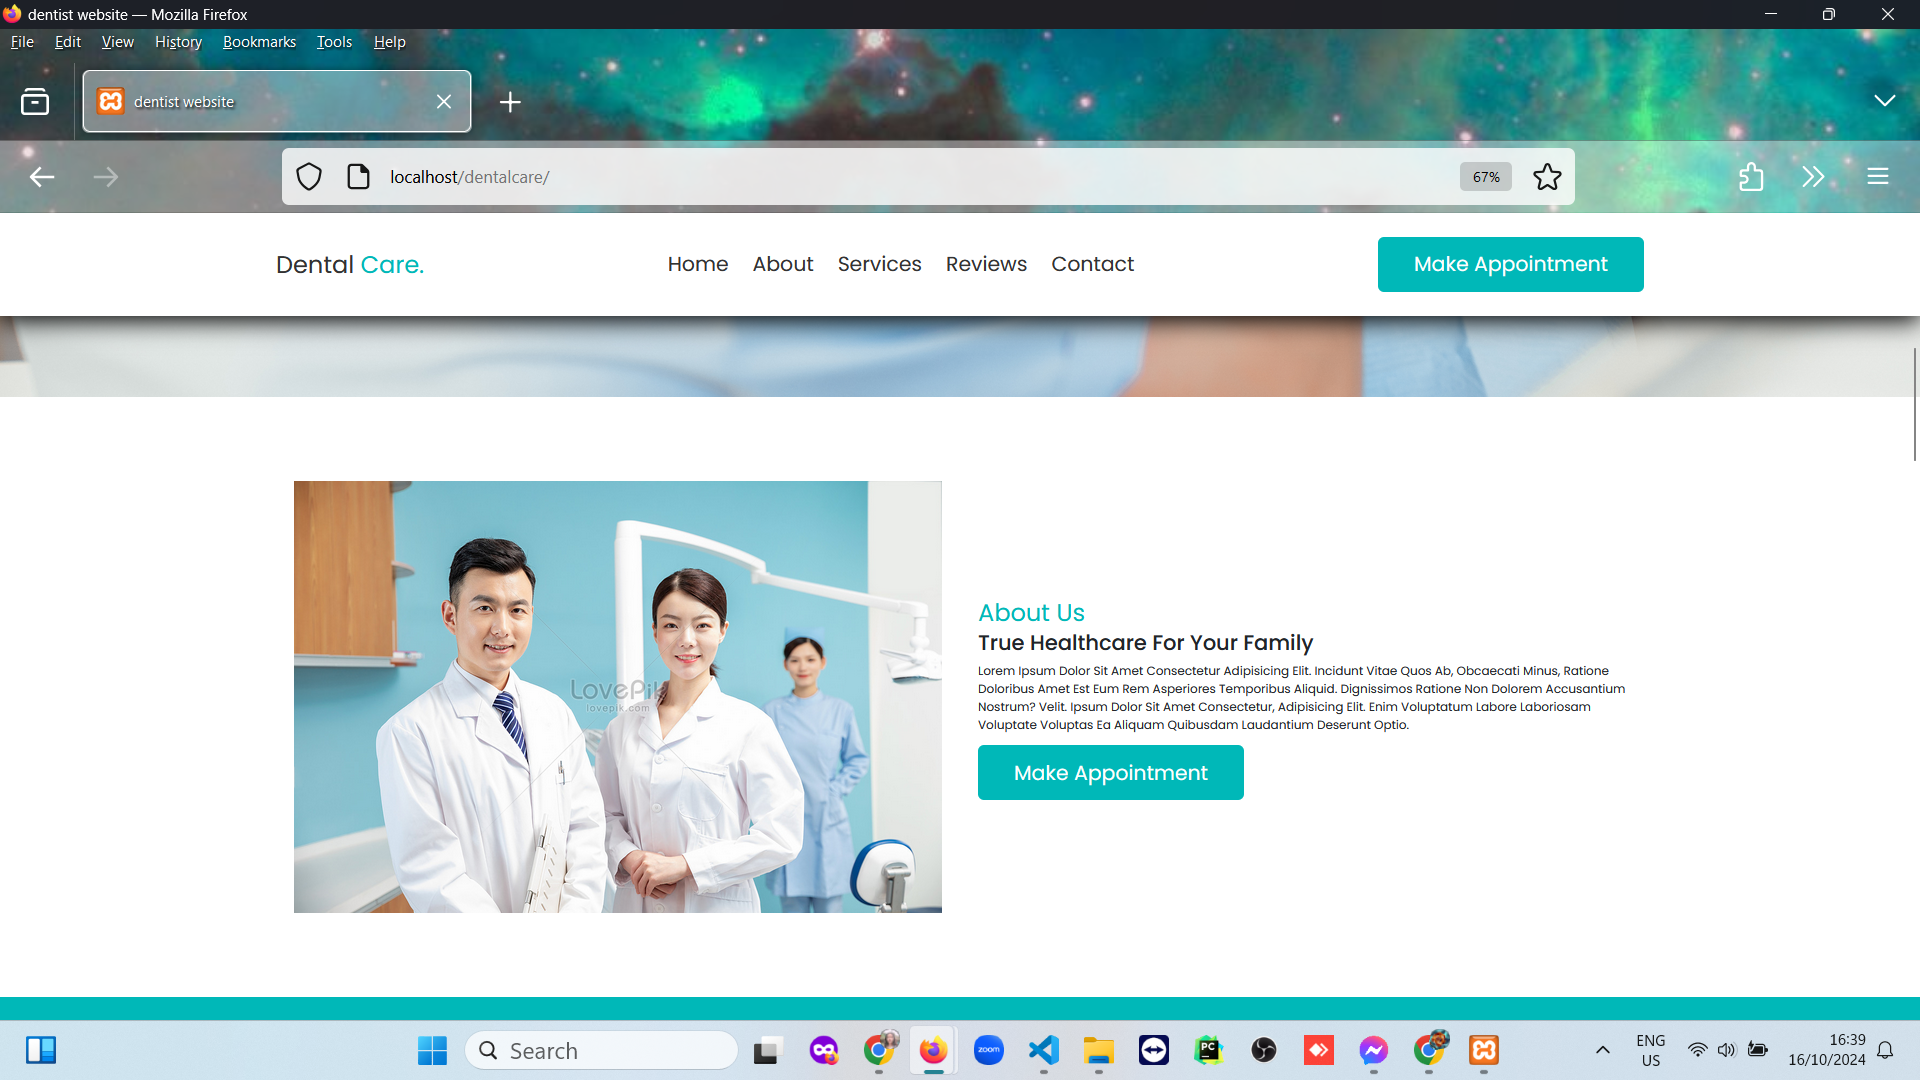 dentist website — Mozilla Firefox
File Edit View History Bookmarks Tools Help
dentist website
localhost/dentalcare/
67%
Dental Care.
Home About Services Reviews Contact
Make Appointment
LovePik
lovepik.com
About Us
True Healthcare For Your Family
Lorem Ipsum Dolor Sit Amet Consectetur Adipisicing Elit. Incidunt Vitae Quos Ab, Obcaecati Minus, Ratione
Doloribus Amet Est Eum Rem Asperiores Temporibus Aliquid. Dignissimos Ratione Non Dolorem Accusantium
Nostrum? Velit. Ipsum Dolor Sit Amet Consectetur, Adipisicing Elit. Enim Voluptatum Labore Laboriosam
Voluptate Voluptas Ea Aliquam Quibusdam Laudantium Deserunt Optio.
Make Appointment
Search
zoom
PC
ENG
US
16:39
16/10/2024